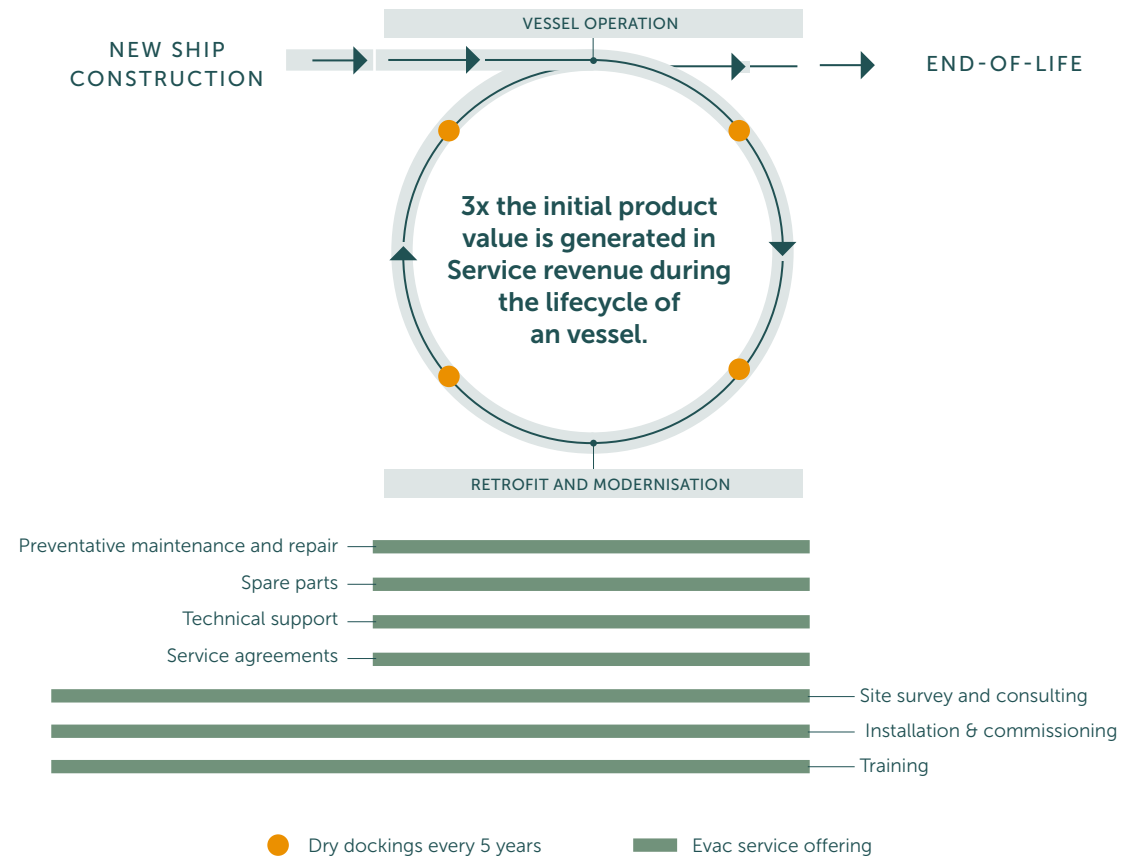 VESSEL OPERATION
NEW SHIP
CONSTRUCTION
END-OF-LIFE
3x the initial product
value is generated in
Service revenue during
the lifecycle of
an vessel.
RETROFIT AND MODERNISATION
Preventative maintenance and repair
Spare parts
Technical support
Service agreements
Site survey and consulting
Installation & commissioning
Training
Dry dockings every 5 years
Evac service offering